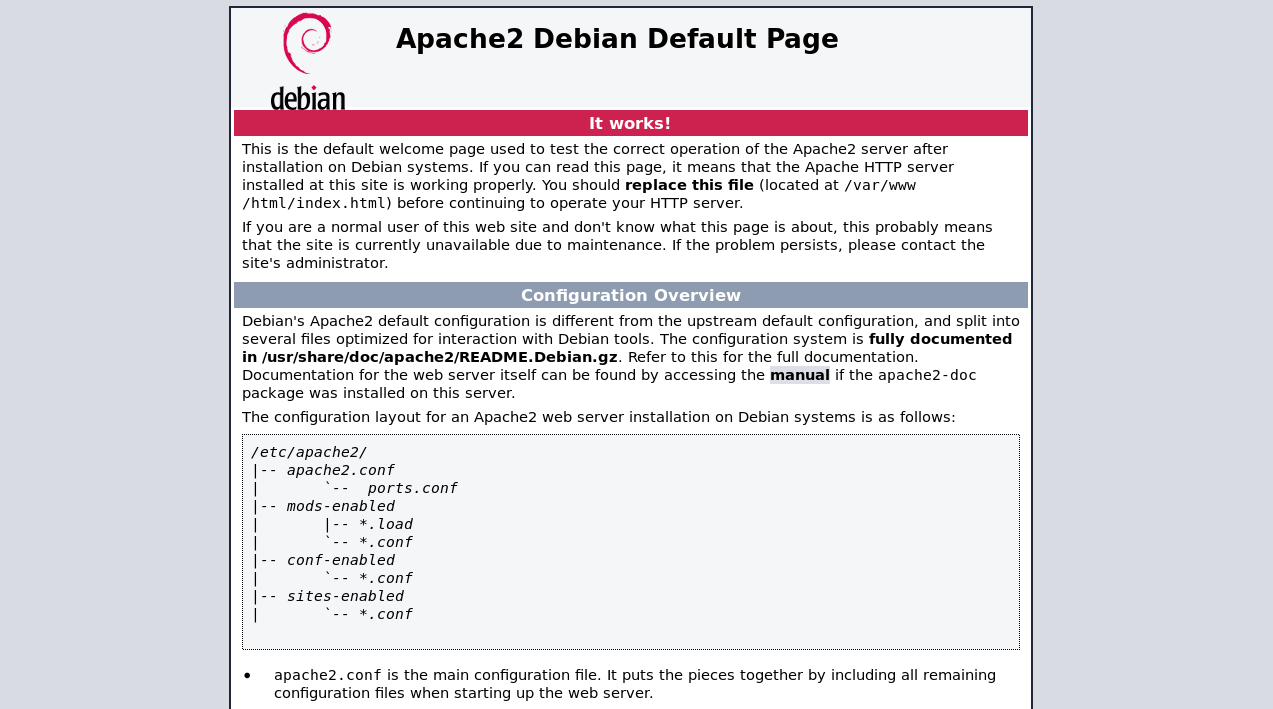 debian
Apache2 Debian Default Page
It works!
This is the default welcome page used to test the correct operation of the Apache2 server after
installation on Debian systems. If you can read this page, it means that the Apache HTTP server
installed at this site is working properly. You should replace this file (located at /var/www
/html/index.html) before continuing to operate your HTTP server.
If you are a normal user of this web site and don't know what this page is about, this probably means
that the site is currently unavailable due to maintenance. If the problem persists, please contact the
site's administrator.
Configuration Overview
Debian's Apache2 default configuration is different from the upstream default configuration, and split into
several files optimized for interaction with Debian tools. The configuration system is fully documented
in /usr/share/doc/apache2/README.Debian.gz. Refer to this for the full documentation.
Documentation for the web server itself can be found by accessing the manual if the apache2-doc
package was installed on this server.
The configuration layout for an Apache2 web server installation on Debian systems is as follows:
/etc/apache2/
|-- apache2.conf
|       `--  ports.conf
|-- mods-enabled
|       |-- *.load
|       `-- *.conf
|-- conf-enabled
|       `-- *.conf
|-- sites-enabled
|       `-- *.conf
• apache2.conf is the main configuration file. It puts the pieces together by including all remaining
configuration files when starting up the web server.